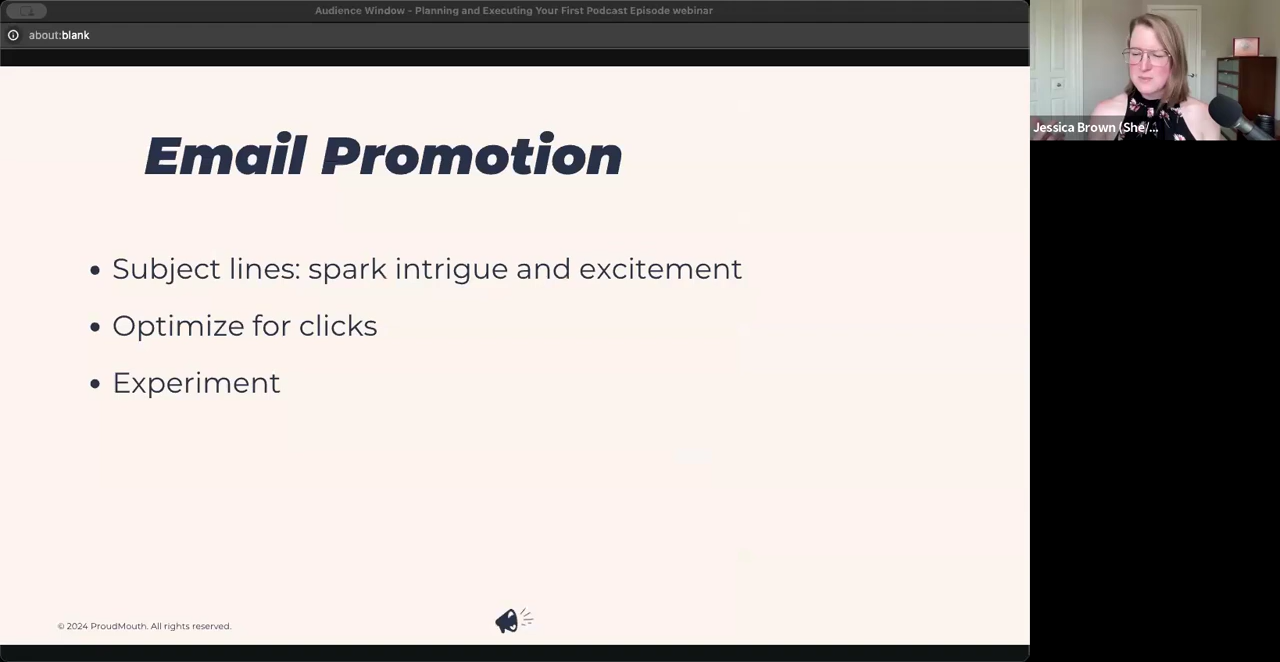 Audience Window - Planning and Executing Your First Podcast Episode webinar
about:blank
Jessica Brown (She/...
Email Promotion
• Subject lines: spark intrigue and excitement
• Optimize for clicks
• Experiment
© 2024 ProudMouth. All rights reserved.